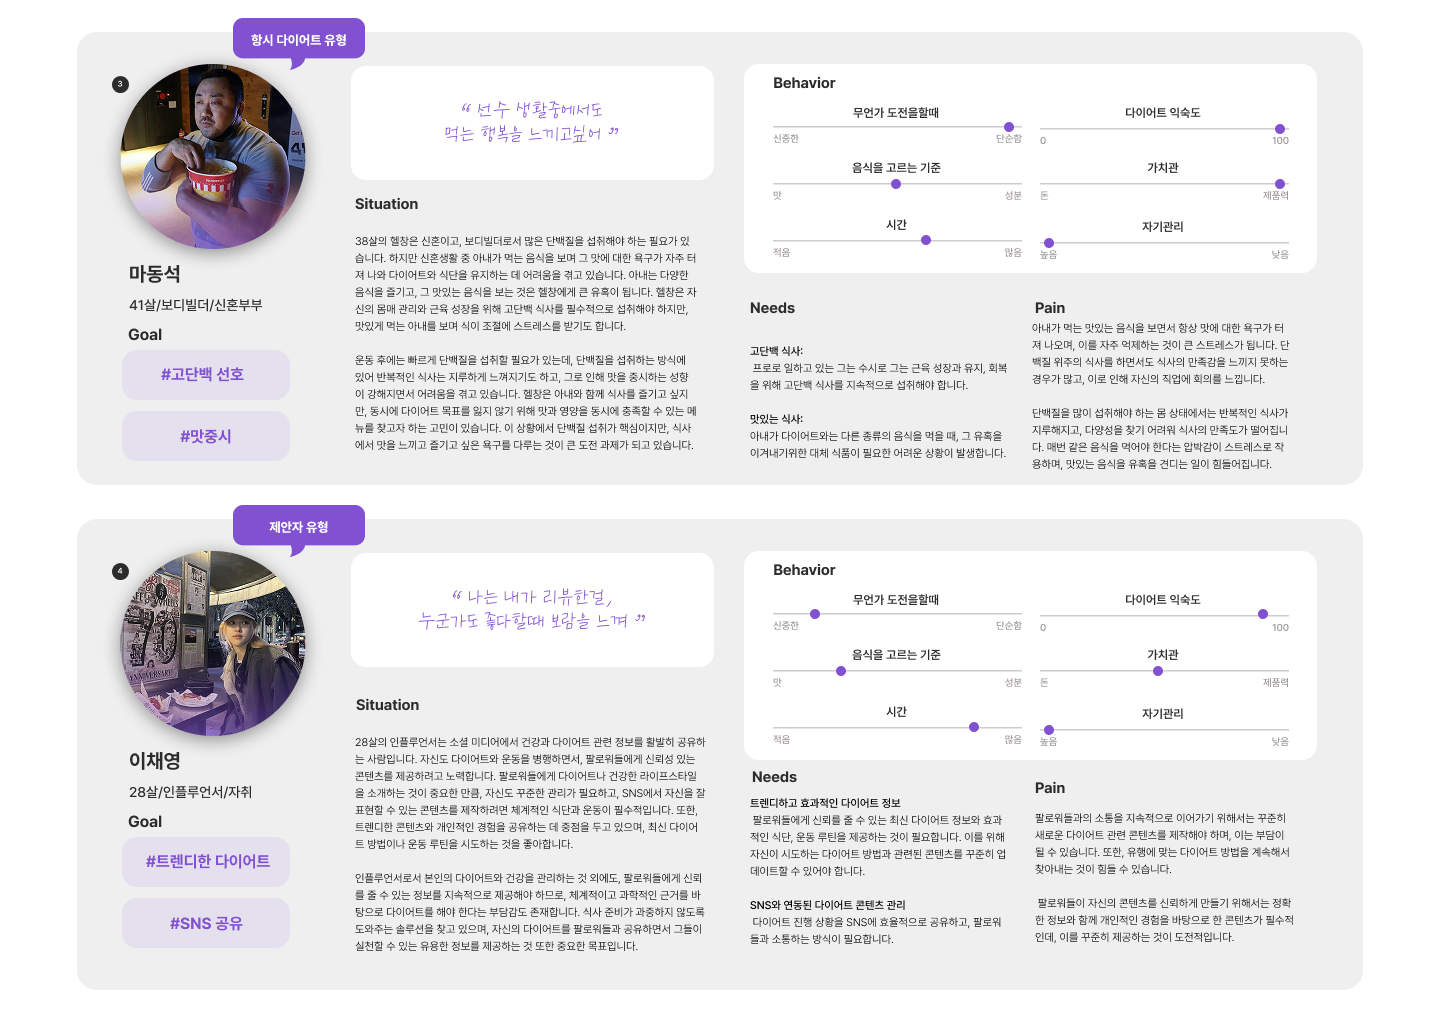 항시 다이어트 유형
3
마동석
41살/보디빌더/신혼부부
Goal
#고단백 선호
#맛중시
“ 선수 생활중에서도
먹는 행복을 느끼고싶어 ”
Situation
38살의 헬창은 신혼이고, 보디빌더로서 많은 단백질을 섭취해야 하는 필요가 있
습니다. 하지만 신혼생활 중 아내가 먹는 음식을 보며 그 맛에 대한 욕구가 자주 터
져 나와 다이어트와 식단을 유지하는 데 어려움을 겪고 있습니다. 아내는 다양한
음식을 즐기고, 그 맛있는 음식을 보는 것은 헬창에게 큰 유혹이 됩니다. 헬창은 자
신의 몸매 관리와 근육 성장을 위해 고단백 식사를 필수적으로 섭취해야 하지만,
맛있게 먹는 아내를 보며 식이 조절에 스트레스를 받기도 합니다.
운동 후에는 빠르게 단백질을 섭취할 필요가 있는데, 단백질을 섭취하는 방식에
있어 반복적인 식사는 지루하게 느껴지기도 하고, 그로 인해 맛을 중시하는 성향
이 강해지면서 어려움을 겪고 있습니다. 헬창은 아내와 함께 식사를 즐기고 싶지
만, 동시에 다이어트 목표를 잃지 않기 위해 맛과 영양을 동시에 충족할 수 있는 메
뉴를 찾고자 하는 고민이 있습니다. 이 상황에서 단백질 섭취가 핵심이지만, 식사
에서 맛을 느끼고 즐기고 싶은 욕구를 다루는 것이 큰 도전 과제가 되고 있습니다.
Behavior
무언가 도전을할때
신중한 단순함
다이어트 익숙도
0 100
음식을 고르는 기준
맛 성분
가치관
돈 제품력
시간
적음 많음
자기관리
높음 낮음
Needs
고단백 식사:
프로로 일하고 있는 그는 수시로 그는 근육 성장과 유지, 회복
을 위해 고단백 식사를 지속적으로 섭취해야 합니다.
맛있는 식사:
아내가 다이어트와는 다른 종류의 음식을 먹을 때, 그 유혹을
이겨내기위한 대체 식품이 필요한 어려운 상황이 발생합니다.
Pain
아내가 먹는 맛있는 음식을 보면서 항상 맛에 대한 욕구가 터
져 나오며, 이를 자주 억제하는 것이 큰 스트레스가 됩니다. 단
백질 위주의 식사를 하면서도 식사의 만족감을 느끼지 못하는
경우가 많고, 이로 인해 자신의 직업에 회의를 느낍니다.
단백질을 많이 섭취해야 하는 몸 상태에서는 반복적인 식사가
지루해지고, 다양성을 찾기 어려워 식사의 만족도가 떨어집니
다. 매번 같은 음식을 먹어야 한다는 압박감이 스트레스로 작
용하며, 맛있는 음식을 유혹을 견디는 일이 힘들어집니다.
제안자 유형
4
이채영
28살/인플루언서/자취
Goal
#트렌디한 다이어트
#SNS 공유
“ 나는 내가 리뷰한걸,
누군가도 좋다할때 보람을 느껴 ”
Situation
28살의 인플루언서는 소셜 미디어에서 건강과 다이어트 관련 정보를 활발히 공유하
는 사람입니다. 자신도 다이어트와 운동을 병행하면서, 팔로워들에게 신뢰성 있는
콘텐츠를 제공하려고 노력합니다. 팔로워들에게 다이어트나 건강한 라이프스타일
을 소개하는 것이 중요한 만큼, 자신도 꾸준한 관리가 필요하고, SNS에서 자신을 잘
표현할 수 있는 콘텐츠를 제작하려면 체계적인 식단과 운동이 필수적입니다. 또한,
트렌디한 콘텐츠와 개인적인 경험을 공유하는 데 중점을 두고 있으며, 최신 다이어
트 방법이나 운동 루틴을 시도하는 것을 좋아합니다.
인플루언서로서 본인의 다이어트와 건강을 관리하는 것 외에도, 팔로워들에게 신뢰
를 줄 수 있는 정보를 지속적으로 제공해야 하므로, 체계적이고 과학적인 근거를 바
탕으로 다이어트를 해야 한다는 부담감도 존재합니다. 식사 준비가 과중하지 않도록
도와주는 솔루션을 찾고 있으며, 자신의 다이어트를 팔로워들과 공유하면서 그들이
실천할 수 있는 유용한 정보를 제공하는 것 또한 중요한 목표입니다.
Behavior
무언가 도전을할때
신중한 단순함
다이어트 익숙도
0 100
음식을 고르는 기준
맛 성분
가치관
돈 제품력
시간
적음 많음
자기관리
높음 낮음
Needs
트렌디하고 효과적인 다이어트 정보
팔로워들에게 신뢰를 줄 수 있는 최신 다이어트 정보와 효과
적인 식단, 운동 루틴을 제공하는 것이 필요합니다. 이를 위해
자신이 시도하는 다이어트 방법과 관련된 콘텐츠를 꾸준히 업
데이트할 수 있어야 합니다.
SNS와 연동된 다이어트 콘텐츠 관리
다이어트 진행 상황을 SNS에 효율적으로 공유하고, 팔로워
들과 소통하는 방식이 필요합니다.
Pain
팔로워들과의 소통을 지속적으로 이어가기 위해서는 꾸준히
새로운 다이어트 관련 콘텐츠를 제작해야 하며, 이는 부담이
될 수 있습니다. 또한, 유행에 맞는 다이어트 방법을 계속해서
찾아내는 것이 힘들 수 있습니다.
팔로워들이 자신의 콘텐츠를 신뢰하게 만들기 위해서는 정확
한 정보와 함께 개인적인 경험을 바탕으로 한 콘텐츠가 필수적
인데, 이를 꾸준히 제공하는 것이 도전적입니다.